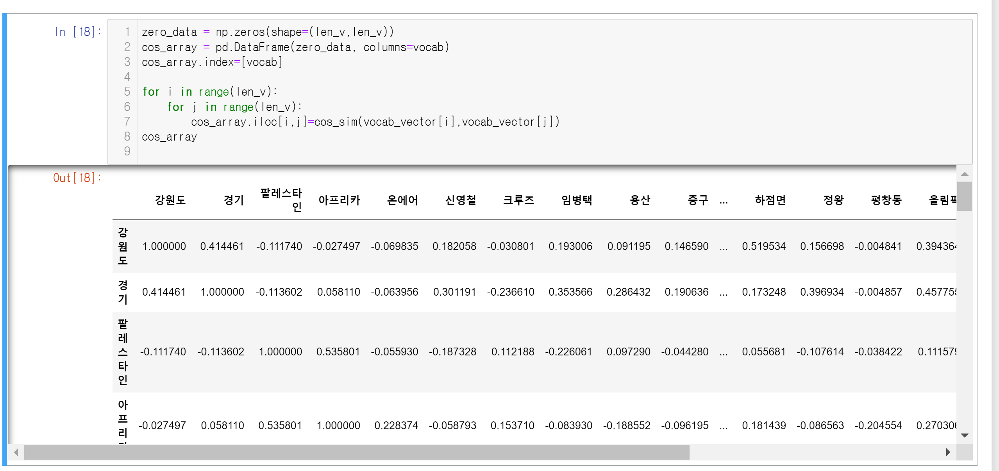 In [18]:
1 zero_data = np.zeros(shape=(len_v,len_v))
2 cos_array = pd.DataFrame(zero_data, columns=vocab)
3 cos_array.index=[vocab]
4
5 for i in range(len_v):
6     for j in range(len_v):
7         cos_array.iloc[i,j]=cos_sim(vocab_vector[i],vocab_vector[j])
8 cos_array
9
Out[18]:
강원도 경기 팔레스타인 아프리카 온에어 신영철 크루즈 임병택 용산 중구 ... 하점면 정왕 평창동 올림픽
강원도 1.000000 0.414461 -0.111740 -0.027497 -0.069835 0.182058 -0.030801 0.193006 0.091195 0.146590 ... 0.519534 0.156698 -0.004841 0.394364
경기 0.414461 1.000000 -0.113602 0.058110 -0.063956 0.301191 -0.236610 0.353566 0.286432 0.190636 ... 0.173248 0.396934 -0.004857 0.457755
팔레스타인 -0.111740 -0.113602 1.000000 0.535801 -0.055930 -0.187328 0.112188 -0.226061 0.097290 -0.044280 ... 0.055681 -0.107614 -0.038422 0.111579
아프리 -0.027497 0.058110 0.535801 1.000000 0.228374 -0.058793 0.153710 -0.083930 -0.188552 -0.096195 ... 0.181439 -0.086563 -0.204554 0.270306